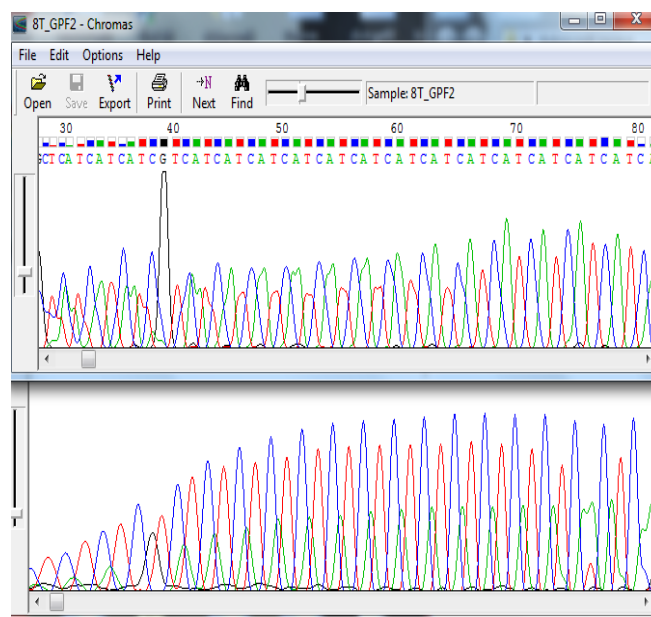 8T_GPF2 - Chromas
File Edit Options Help
Open Save Export Print Next Find Sample: 8T_GPF2
→N
30 40 50 60 70 80
GCTCATCATCATCGTCATCATCATCATCATCATCATCATCATCATCATCATCATCA